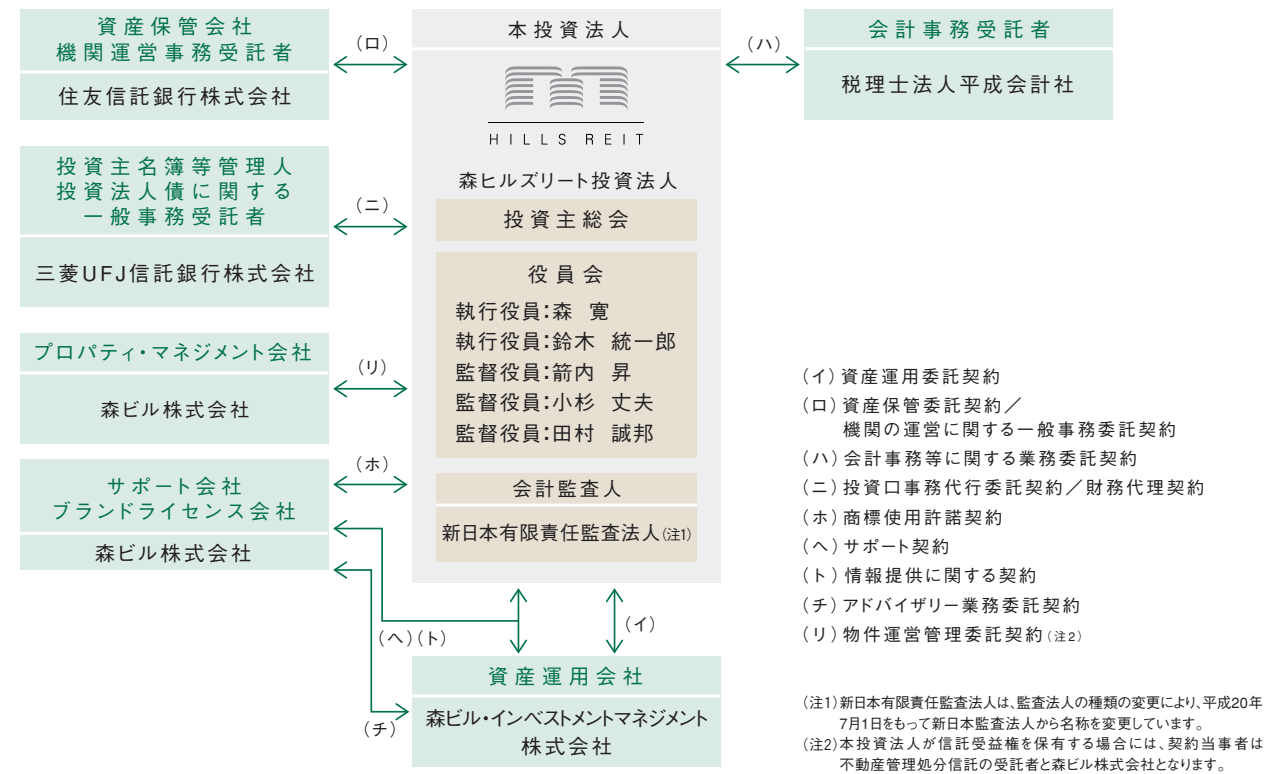 資産保管会社
機関運営事務受託者
住友信託銀行株式会社
(ロ)
投資主名簿等管理人
投資法人債に関する
一般事務受託者
三菱UFJ信託銀行株式会社
(ニ)
プロパティ・マネジメント会社
森ビル株式会社
(リ)
サポート会社
ブランドライセンス会社
森ビル株式会社
(ホ)
本投資法人
HILLS REIT
森ヒルズリート投資法人
投資主総会
役員会
執行役員:森 寛
執行役員:鈴木 統一郎
監督役員:箭内 昇
監督役員:小杉 丈夫
監督役員:田村 誠邦
会計監査人
新日本有限責任監査法人(注1)
(ヘ)(ト)
(イ)
(チ)
資産運用会社
森ビル・インベストメントマネジメント
株式会社
(ハ)
会計事務受託者
税理士法人平成会計社
(イ)資産運用委託契約
(ロ)資産保管委託契約/
機関の運営に関する一般事務委託契約
(ハ)会計事務等に関する業務委託契約
(ニ)投資口事務代行委託契約/財務代理契約
(ホ)商標使用許諾契約
(ヘ)サポート契約
(ト)情報提供に関する契約
(チ)アドバイザリー業務委託契約
(リ)物件運営管理委託契約(注2)
(注1)新日本有限責任監査法人は、監査法人の種類の変更により、平成20年
7月1日をもって新日本監査法人から名称を変更しています。
(注2)本投資法人が信託受益権を保有する場合には、契約当事者は
不動産管理処分信託の受託者と森ビル株式会社となります。